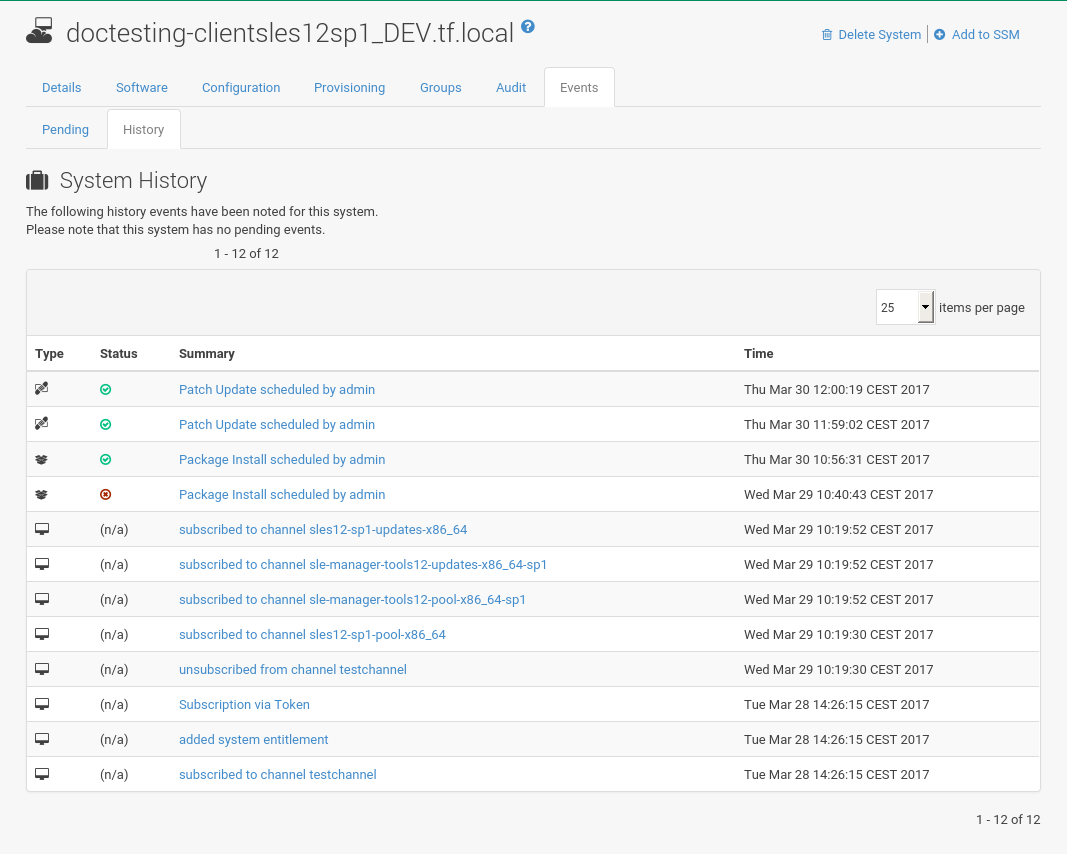 doctesting-clientsles12sp1_DEV.tf.local ?
Delete System | Add to SSM
Details Software Configuration Provisioning Groups Audit Events
Pending History
System History
The following history events have been noted for this system.
Please note that this system has no pending events.
1 - 12 of 12
25 items per page
Type Status Summary Time
Patch Update scheduled by admin Thu Mar 30 12:00:19 CEST 2017
Patch Update scheduled by admin Thu Mar 30 11:59:02 CEST 2017
Package Install scheduled by admin Thu Mar 30 10:56:31 CEST 2017
Package Install scheduled by admin Wed Mar 29 10:40:43 CEST 2017
(n/a) subscribed to channel sles12-sp1-updates-x86_64 Wed Mar 29 10:19:52 CEST 2017
(n/a) subscribed to channel sle-manager-tools12-updates-x86_64-sp1 Wed Mar 29 10:19:52 CEST 2017
(n/a) subscribed to channel sle-manager-tools12-pool-x86_64-sp1 Wed Mar 29 10:19:52 CEST 2017
(n/a) subscribed to channel sles12-sp1-pool-x86_64 Wed Mar 29 10:19:30 CEST 2017
(n/a) unsubscribed from channel testchannel Wed Mar 29 10:19:30 CEST 2017
(n/a) Subscription via Token Tue Mar 28 14:26:15 CEST 2017
(n/a) added system entitlement Tue Mar 28 14:26:15 CEST 2017
(n/a) subscribed to channel testchannel Tue Mar 28 14:26:15 CEST 2017
1 - 12 of 12